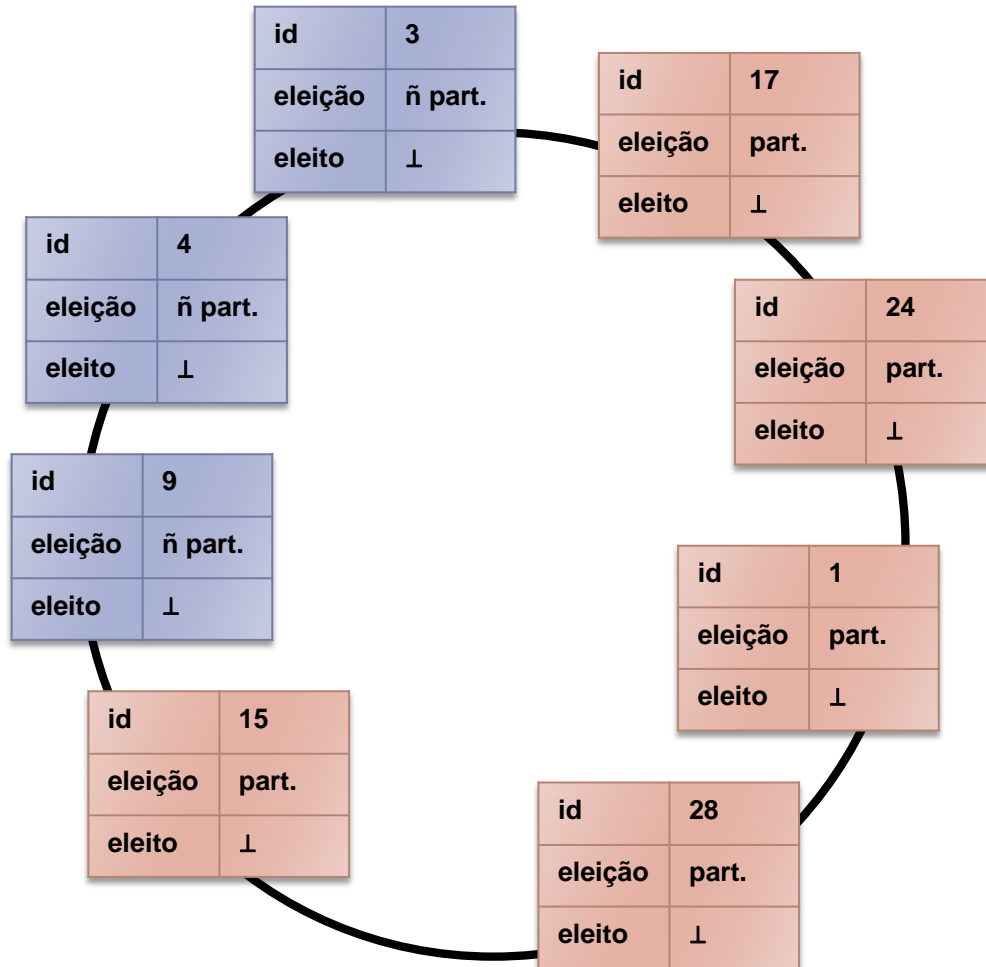 id 3
eleição ñ part.
eleito ⊥
id 17
eleição part.
eleito ⊥
id 24
eleição part.
eleito ⊥
id 1
eleição part.
eleito ⊥
id 28
eleição part.
eleito ⊥
id 15
eleição part.
eleito ⊥
id 9
eleição ñ part.
eleito ⊥
id 4
eleição ñ part.
eleito ⊥